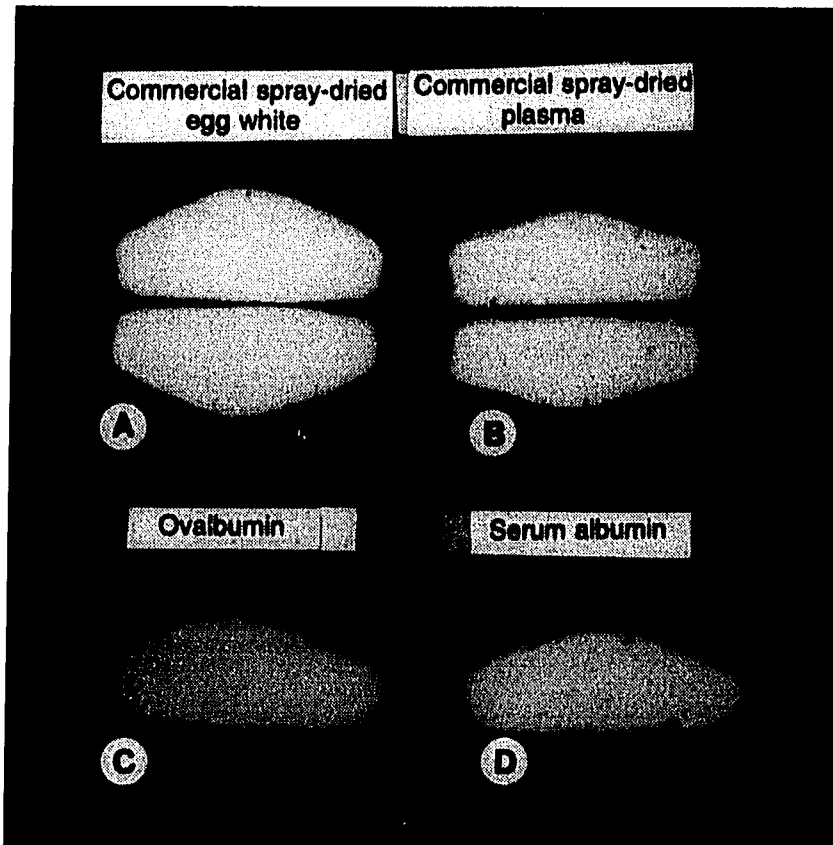 Commercial spray-dried
egg white
Commercial spray-dried
plasma
A
B
Ovalbumin
Serum albumin
C
D